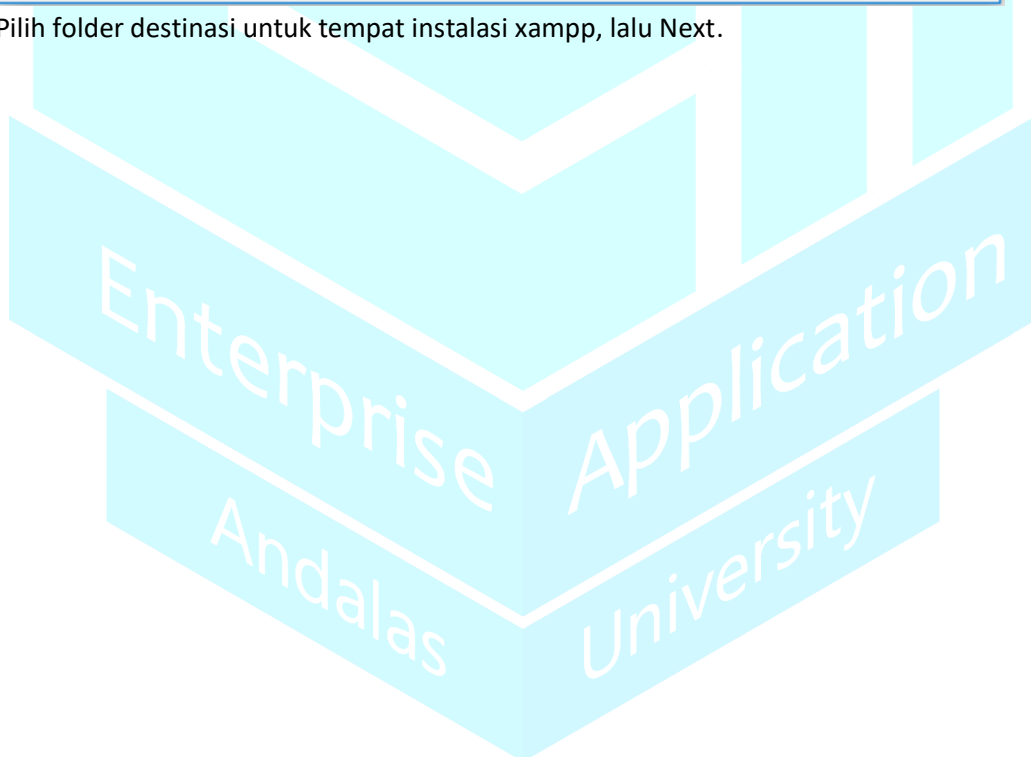 Pilih folder destinasi untuk tempat instalasi xampp, lalu Next.
Enterprise Application
Andalas University